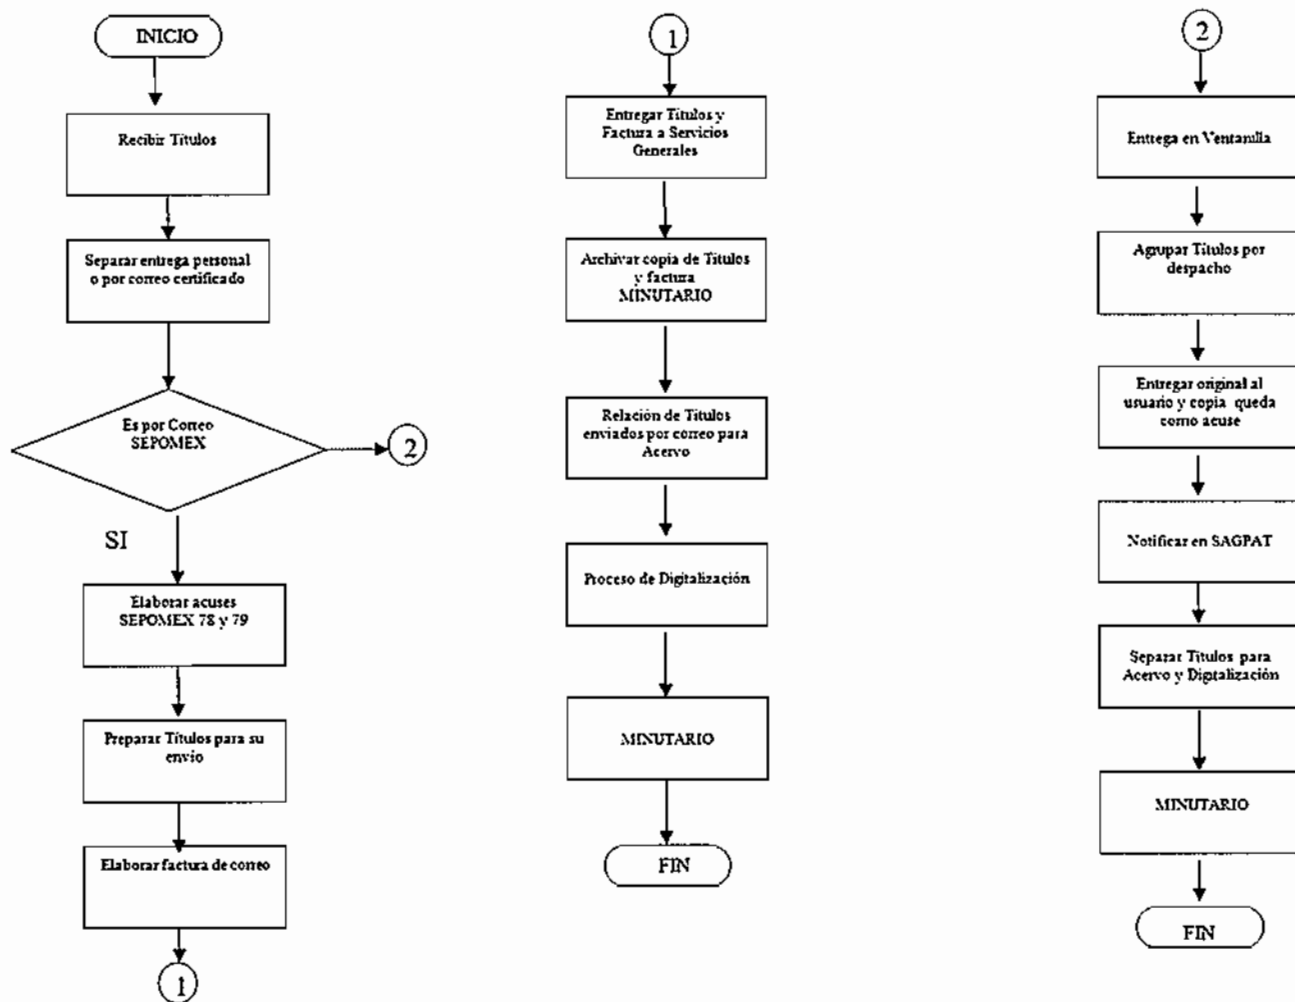 INICIO
Recibir Títulos
Separar entrega personal
o por correo certificado
Es por Correo
SEPOMEX
2
SI
Elaborar acuses
SEPOMEX 78 y 79
Preparar Títulos para su
envío
Elaborar factura de correo
1
1
Entregar Títulos y
Factura a Servicios
Generales
Archivar copia de Títulos
y factura
MINUTARIO
Relación de Títulos
enviados por correo para
Acervo
Proceso de Digitalización
MINUTARIO
FIN
2
Entrega en Ventanilla
Agrupar Títulos por
despacho
Entregar original al
usuario y copia queda
como acuse
Notificar en SAGPAT
Separar Títulos para
Acervo y Digitalización
MINUTARIO
FIN